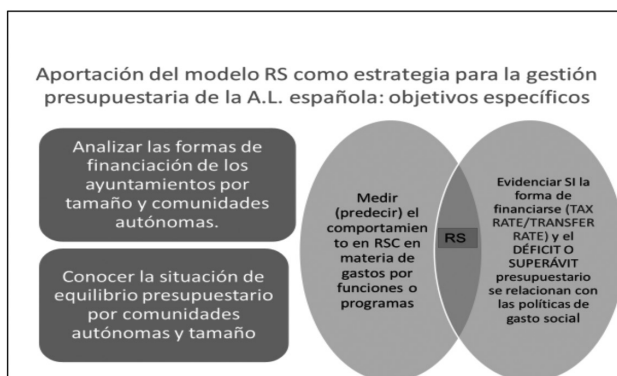 Aportación del modelo RS como estrategia para la gestión
presupuestaria de la A.L. española: objetivos específicos
Analizar las formas de
financiación de los
ayuntamientos por
tamaño y comunidades
autónomas.
Conocer la situación de
equilibrio presupuestario
por comunidades
autónomas y tamaño
Medir
(predecir) el
comportamien
to en RSC en
materia de
gastos por
funciones o
programas
RS
Evidenciar SI la
forma de
financiarse (TAX
RATE/TRANSFER
RATE) y el
DÉFICIT O
SUPERÁVIT
presupuestario
se relacionan con
las políticas de
gasto social